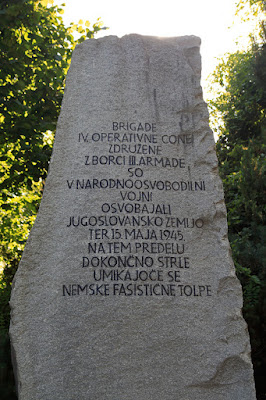 BRIGADE
IV. OPERATIVNE CONE
ZDRUŽENE
Z BORCI III. ARMADE
SO
V NARODNOOSVOBODILNI
VOJNI
OSVOBAJALI
JUGOSLOVANSKO ZEMLJO
TER 15. MAJA 1945.
NA TEM PREDELU
DOKONČNO STRLE
UMIKAJOČE SE
NEMŠKE FAŠISTIČNE TOLPE